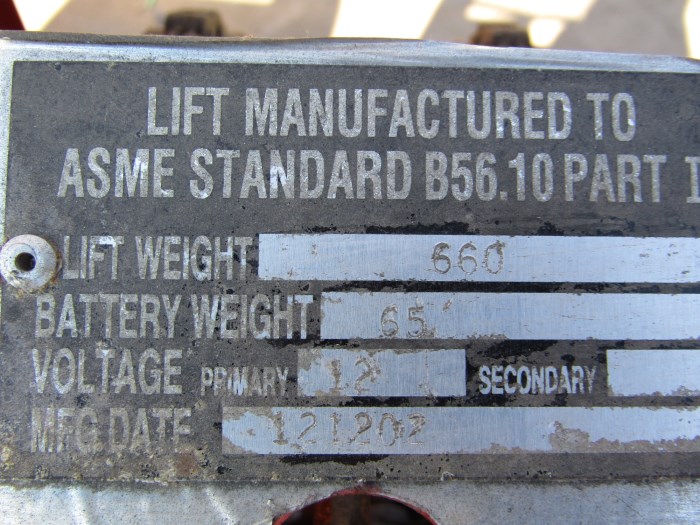 LIFT MANUFACTURED TO
ASME STANDARD B56.10 PART I
LIFT WEIGHT 660
BATTERY WEIGHT 65
VOLTAGE PRIMARY 12 SECONDARY
MFG DATE 121202